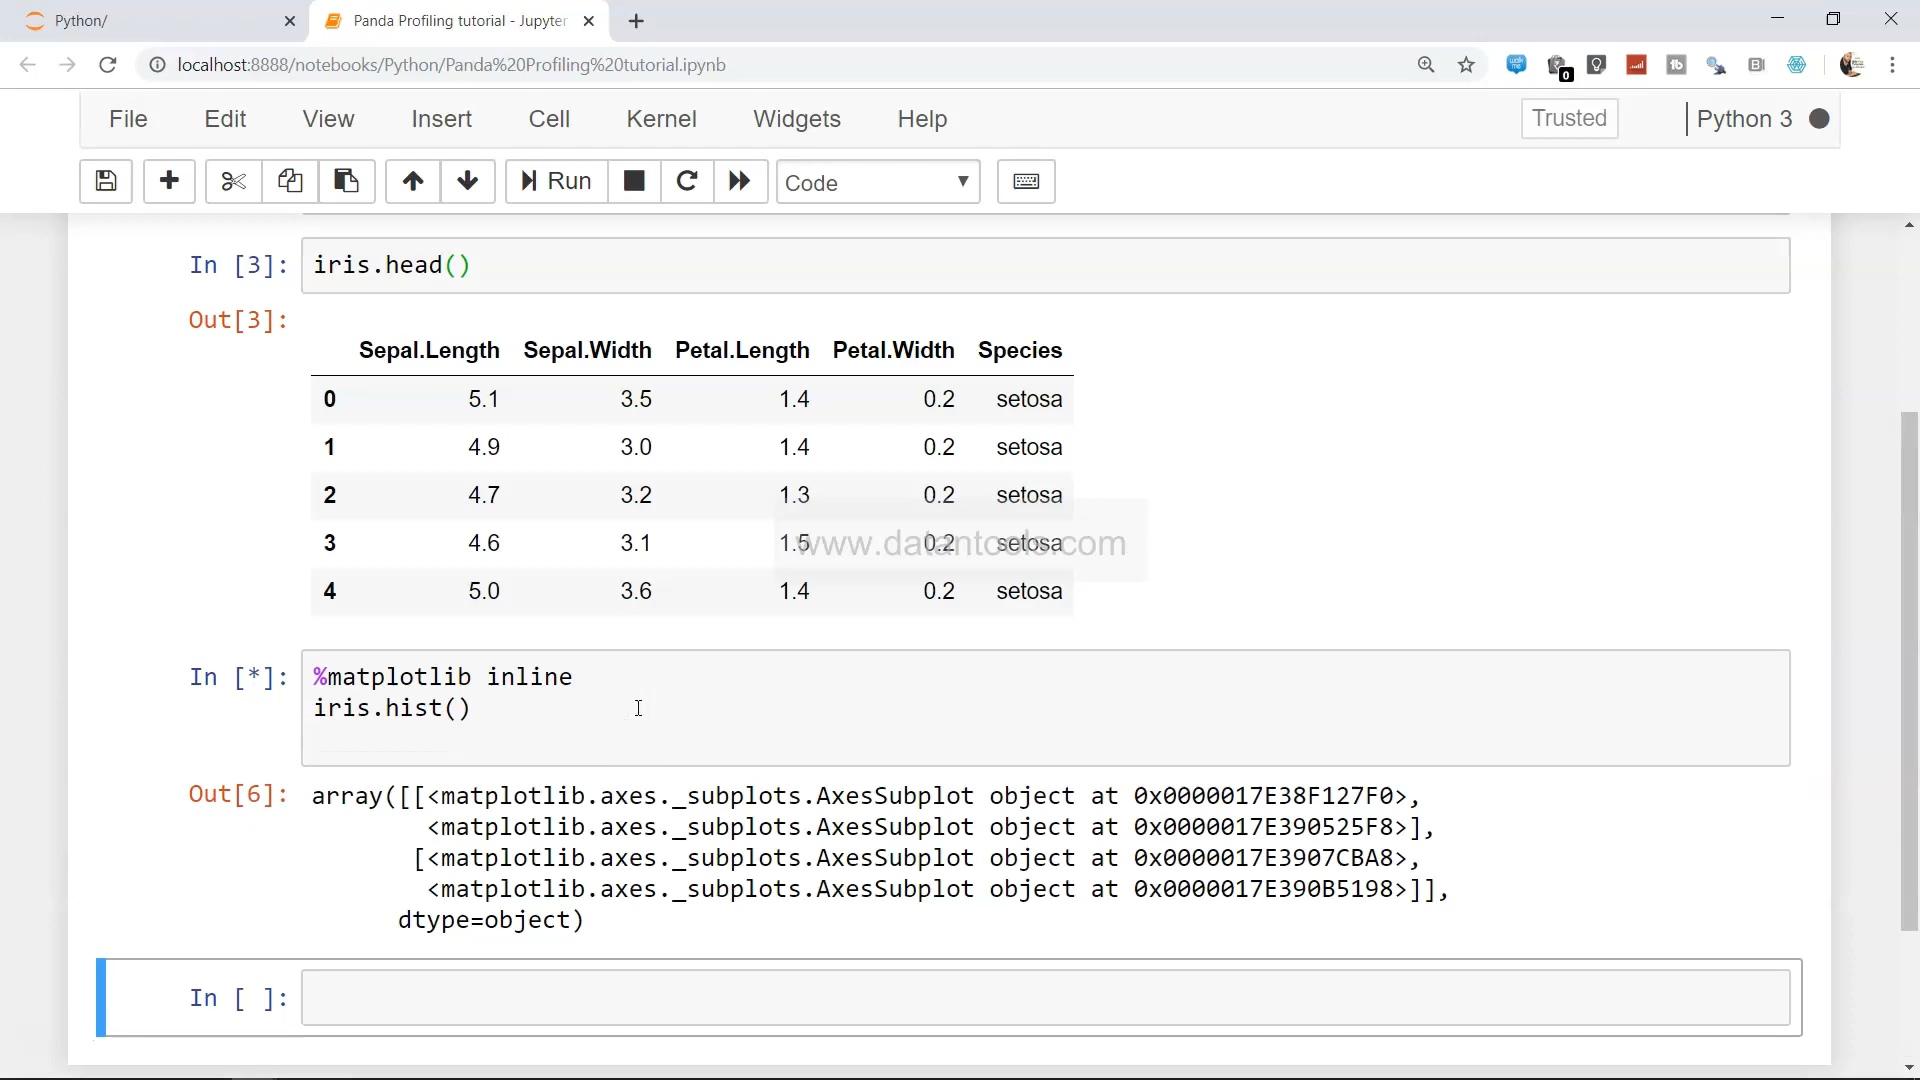 Python/
Panda Profiling tutorial - Jupyter
localhost:8888/notebooks/Python/Panda%20Profiling%20tutorial.ipynb
0
File Edit View Insert Cell Kernel Widgets Help Trusted Python 3
Run Code
In [3]: iris.head()
Out[3]:
Sepal.Length Sepal.Width Petal.Length Petal.Width Species
0 5.1 3.5 1.4 0.2 setosa
1 4.9 3.0 1.4 0.2 setosa
2 4.7 3.2 1.3 0.2 setosa
3 4.6 3.1 1.5 0.2 setosa
www.datantools.com
4 5.0 3.6 1.4 0.2 setosa
In [*]: %matplotlib inline
iris.hist()
Out[6]: array([[<matplotlib.axes._subplots.AxesSubplot object at 0x0000017E38F127F0>,
<matplotlib.axes._subplots.AxesSubplot object at 0x0000017E390525F8>],
[<matplotlib.axes._subplots.AxesSubplot object at 0x0000017E3907CBA8>,
<matplotlib.axes._subplots.AxesSubplot object at 0x0000017E390B5198>]],
dtype=object)
In [ ]: